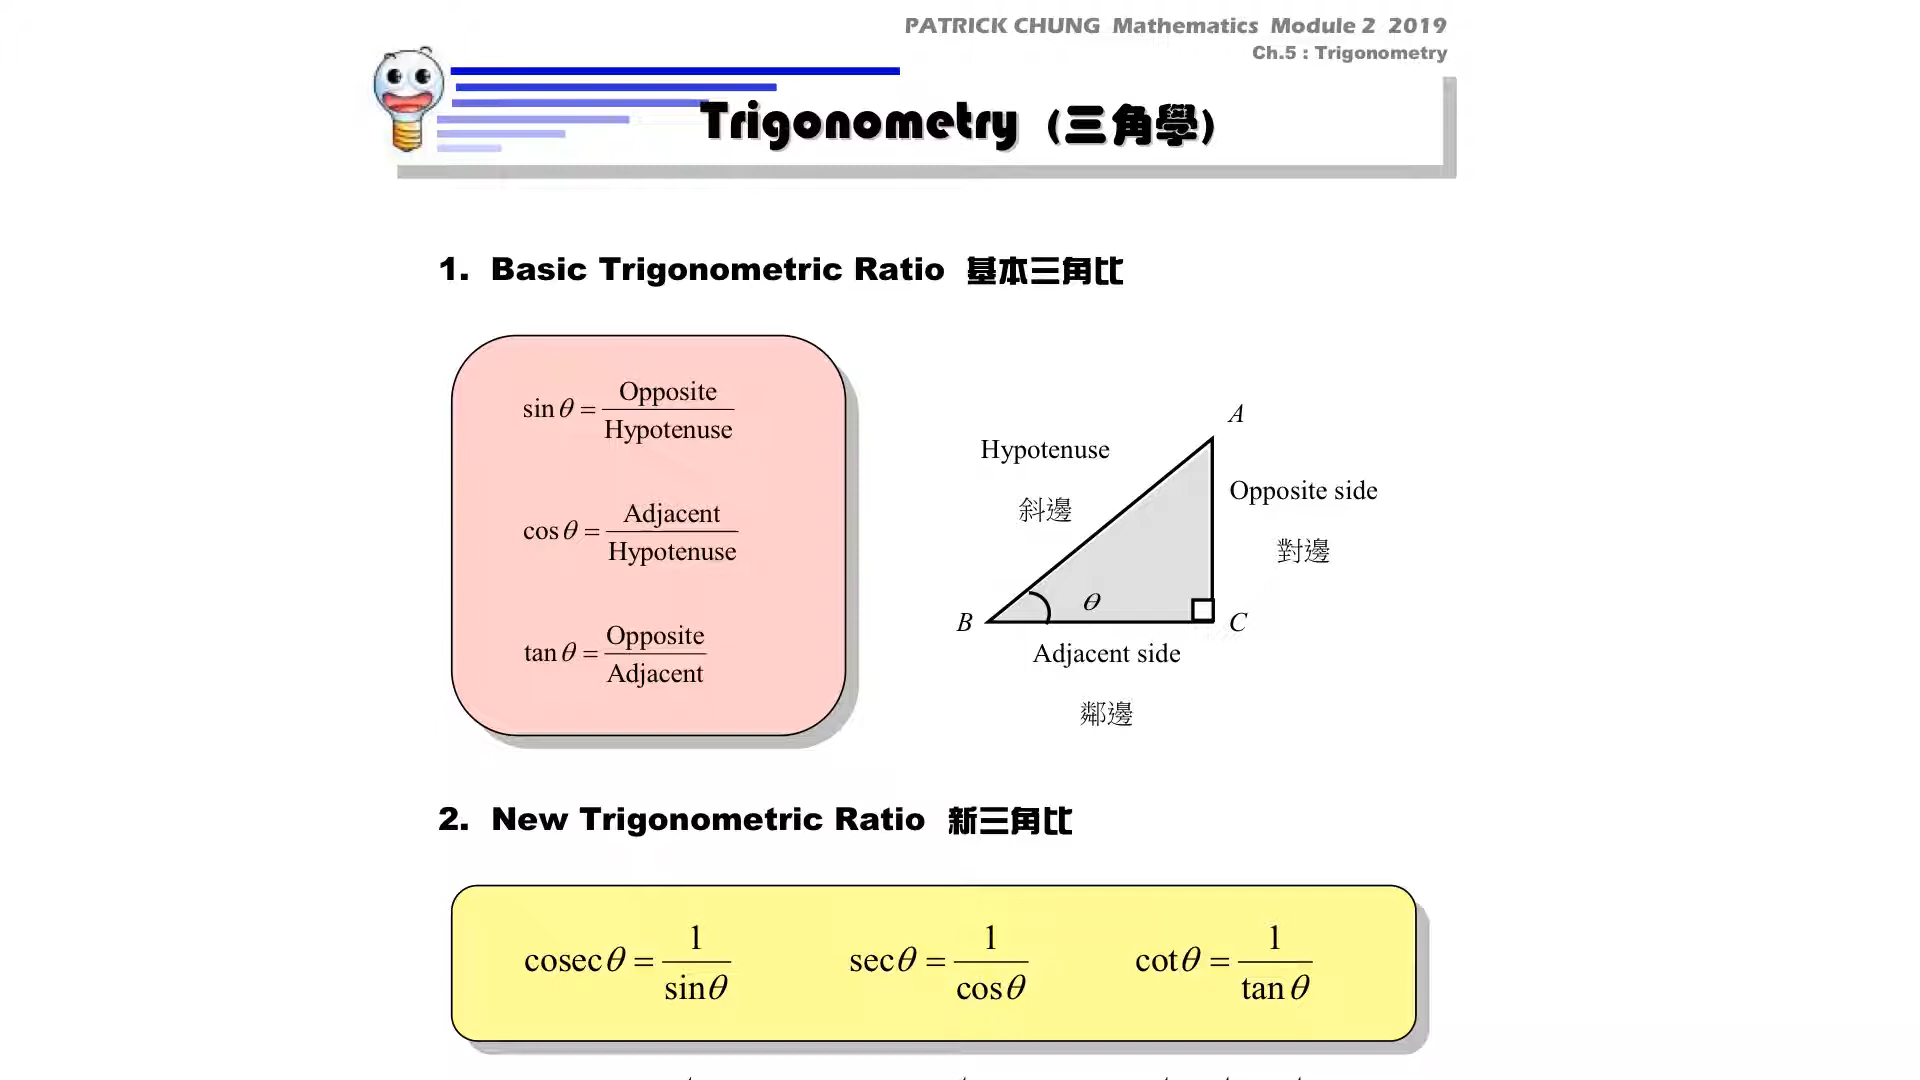 PATRICK CHUNG Mathematics Module 2 2019
Ch.5 : Trigonometry
Trigonometry (三角學)
1. Basic Trigonometric Ratio 基本三角比
sin θ = Opposite / Hypotenuse
cos θ = Adjacent / Hypotenuse
tan θ = Opposite / Adjacent
A
Hypotenuse
斜邊
Opposite side
對邊
θ
B
C
Adjacent side
鄰邊
2. New Trigonometric Ratio 新三角比
cosec θ = 1 / sin θ
sec θ = 1 / cos θ
cot θ = 1 / tan θ